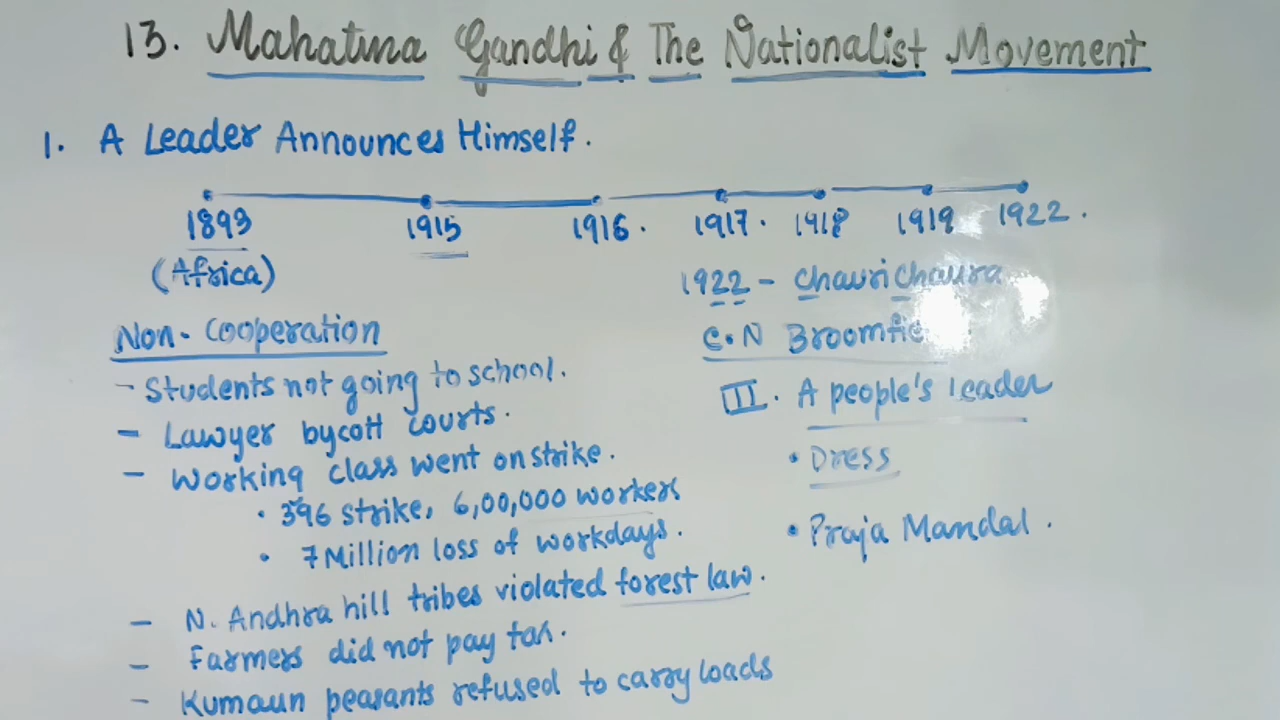 13. Mahatma Gandhi & The Nationalist Movement
1. A Leader Announces Himself.
1893 1915 1916. 1917. 1918 1919 1922.
(Africa)
1922 - Chauri Chaura
C.N
Non-Cooperation
- Students not going to school.
- Lawyer bycott courts.
- Working class went on strike.
• 396 strike, 6,00,000 workers
• 7 Million loss of workdays.
- N. Andhra hill tribes violated forest law.
- Farmers did not pay tax.
- Kumaun peasants refused to carry loads
III. A people's leader
• Dress
• Praja Mandal.